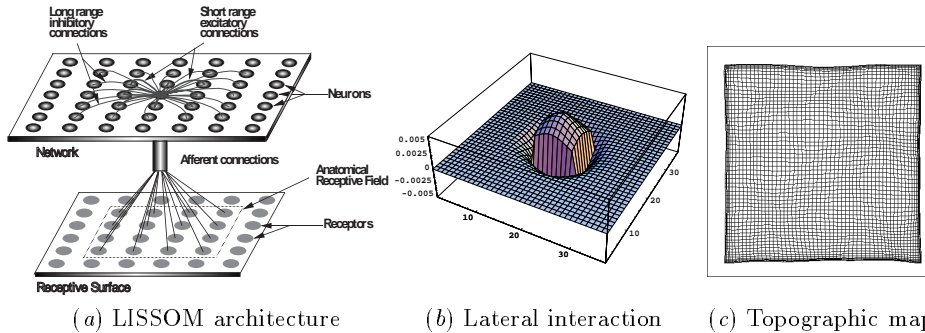 Long range
inhibitory
connections
Short range
excitatory
connections
Neurons
Network
Afferent connections
Anatomical
Receptive Field
Receptors
Receptive Surface
0.005
0.0025
0
-0.0025
-0.005
10
20
30
10
20
30
(a) LISSOM architecture
(b) Lateral interaction
(c) Topographic map